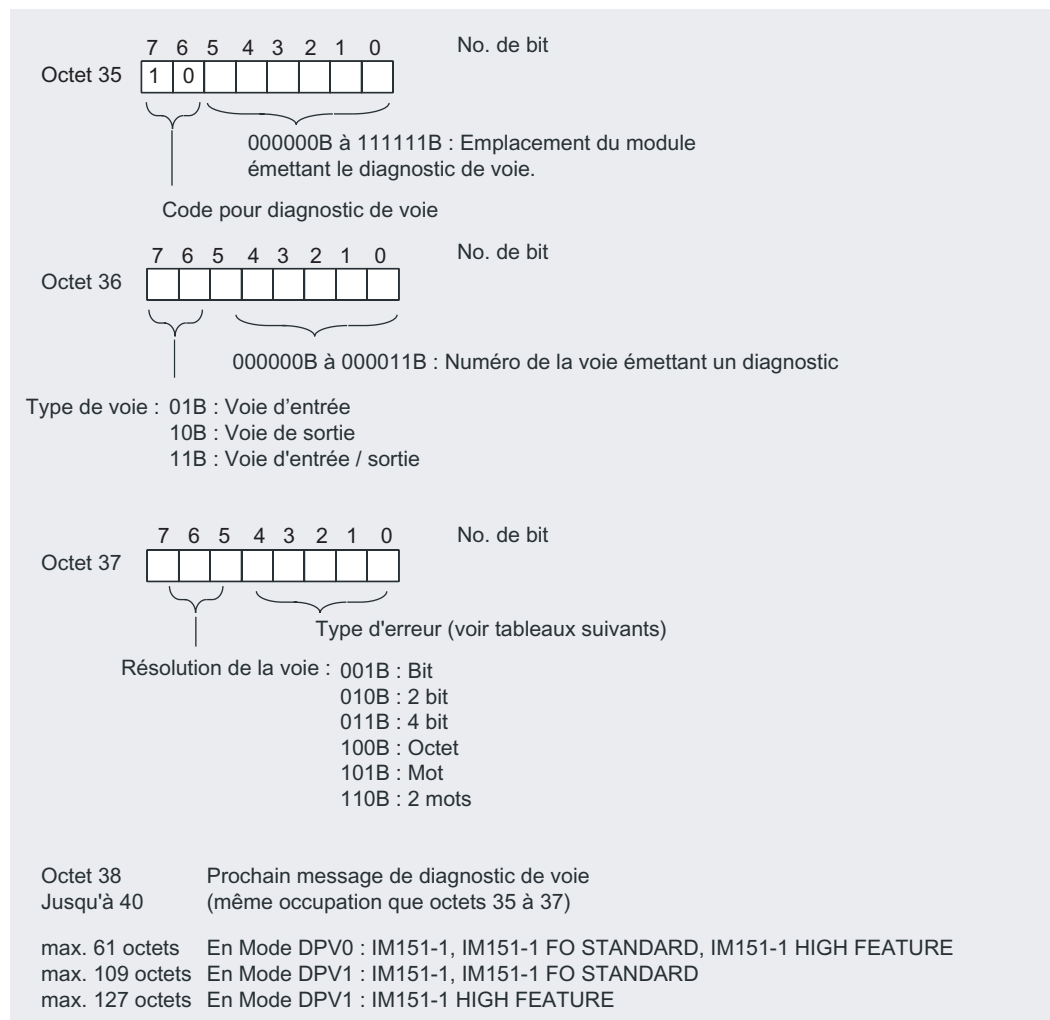 7 6 5 4 3 2 1 0 No. de bit
Octet 35 1 0
000000B à 111111B : Emplacement du module
émettant le diagnostic de voie.
Code pour diagnostic de voie
7 6 5 4 3 2 1 0 No. de bit
Octet 36
000000B à 000011B : Numéro de la voie émettant un diagnostic
Type de voie : 01B : Voie d'entrée
10B : Voie de sortie
11B : Voie d'entrée / sortie
7 6 5 4 3 2 1 0 No. de bit
Octet 37
Type d'erreur (voir tableaux suivants)
Résolution de la voie : 001B : Bit
010B : 2 bit
011B : 4 bit
100B : Octet
101B : Mot
110B : 2 mots
Octet 38 Prochain message de diagnostic de voie
Jusqu'à 40 (même occupation que octets 35 à 37)
max. 61 octets En Mode DPV0 : IM151-1, IM151-1 FO STANDARD, IM151-1 HIGH FEATURE
max. 109 octets En Mode DPV1 : IM151-1, IM151-1 FO STANDARD
max. 127 octets En Mode DPV1 : IM151-1 HIGH FEATURE